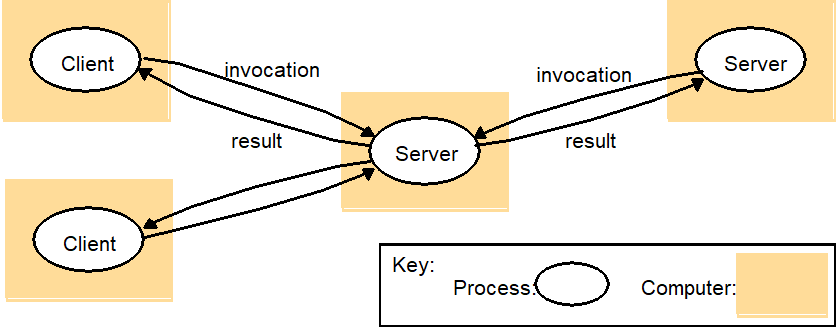 Client
invocation
result
Server
invocation
result
Server
Client
Key:
Process:
Computer: